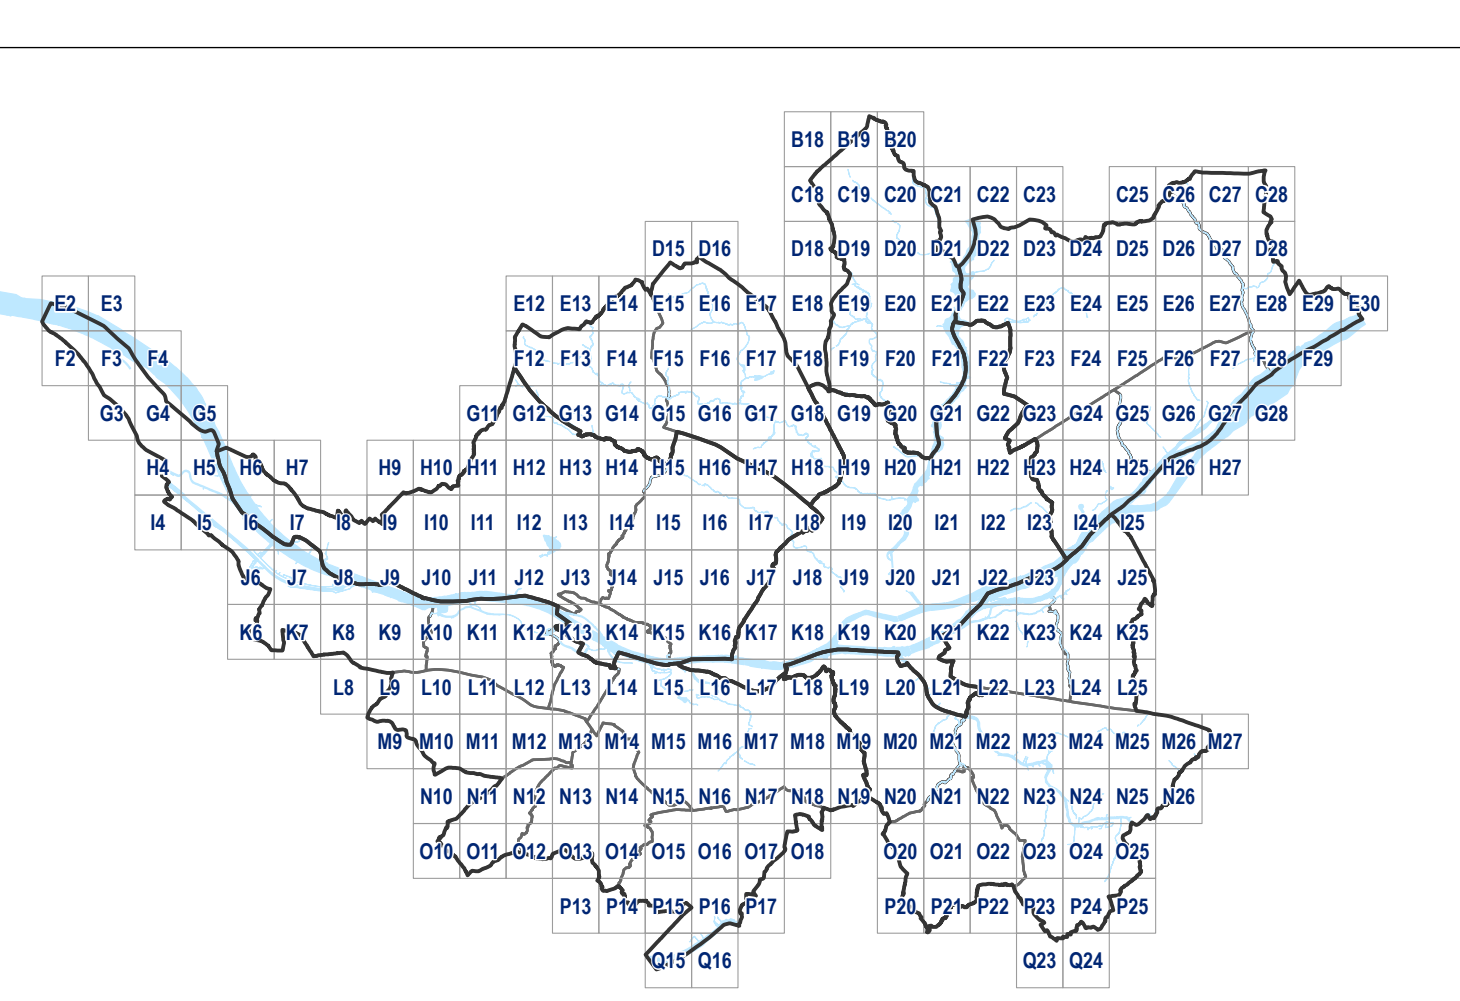 B18 B19 B20
C18 C19 C20 C21 C22 C23 C25 C26 C27 C28
D15 D16 D18 D19 D20 D21 D22 D23 D24 D25 D26 D27 D28
E2 E3 E12 E13 E14 E15 E16 E17 E18 E19 E20 E21 E22 E23 E24 E25 E26 E27 E28 E29 E30
F2 F3 F4 F12 F13 F14 F15 F16 F17 F18 F19 F20 F21 F22 F23 F24 F25 F26 F27 F28 F29
G3 G4 G5 G11 G12 G13 G14 G15 G16 G17 G18 G19 G20 G21 G22 G23 G24 G25 G26 G27 G28
H4 H5 H6 H7 H9 H10 H11 H12 H13 H14 H15 H16 H17 H18 H19 H20 H21 H22 H23 H24 H25 H26 H27
I4 I5 I6 I7 I8 I9 I10 I11 I12 I13 I14 I15 I16 I17 I18 I19 I20 I21 I22 I23 I24 I25
J6 J7 J8 J9 J10 J11 J12 J13 J14 J15 J16 J17 J18 J19 J20 J21 J22 J23 J24 J25
K6 K7 K8 K9 K10 K11 K12 K13 K14 K15 K16 K17 K18 K19 K20 K21 K22 K23 K24 K25
L8 L9 L10 L11 L12 L13 L14 L15 L16 L17 L18 L19 L20 L21 L22 L23 L24 L25
M9 M10 M11 M12 M13 M14 M15 M16 M17 M18 M19 M20 M21 M22 M23 M24 M25 M26 M27
N10 N11 N12 N13 N14 N15 N16 N17 N18 N19 N20 N21 N22 N23 N24 N25 N26
O10 O11 O12 O13 O14 O15 O16 O17 O18 O20 O21 O22 O23 O24 O25
P13 P14 P15 P16 P17 P20 P21 P22 P23 P24 P25
Q15 Q16 Q23 Q24